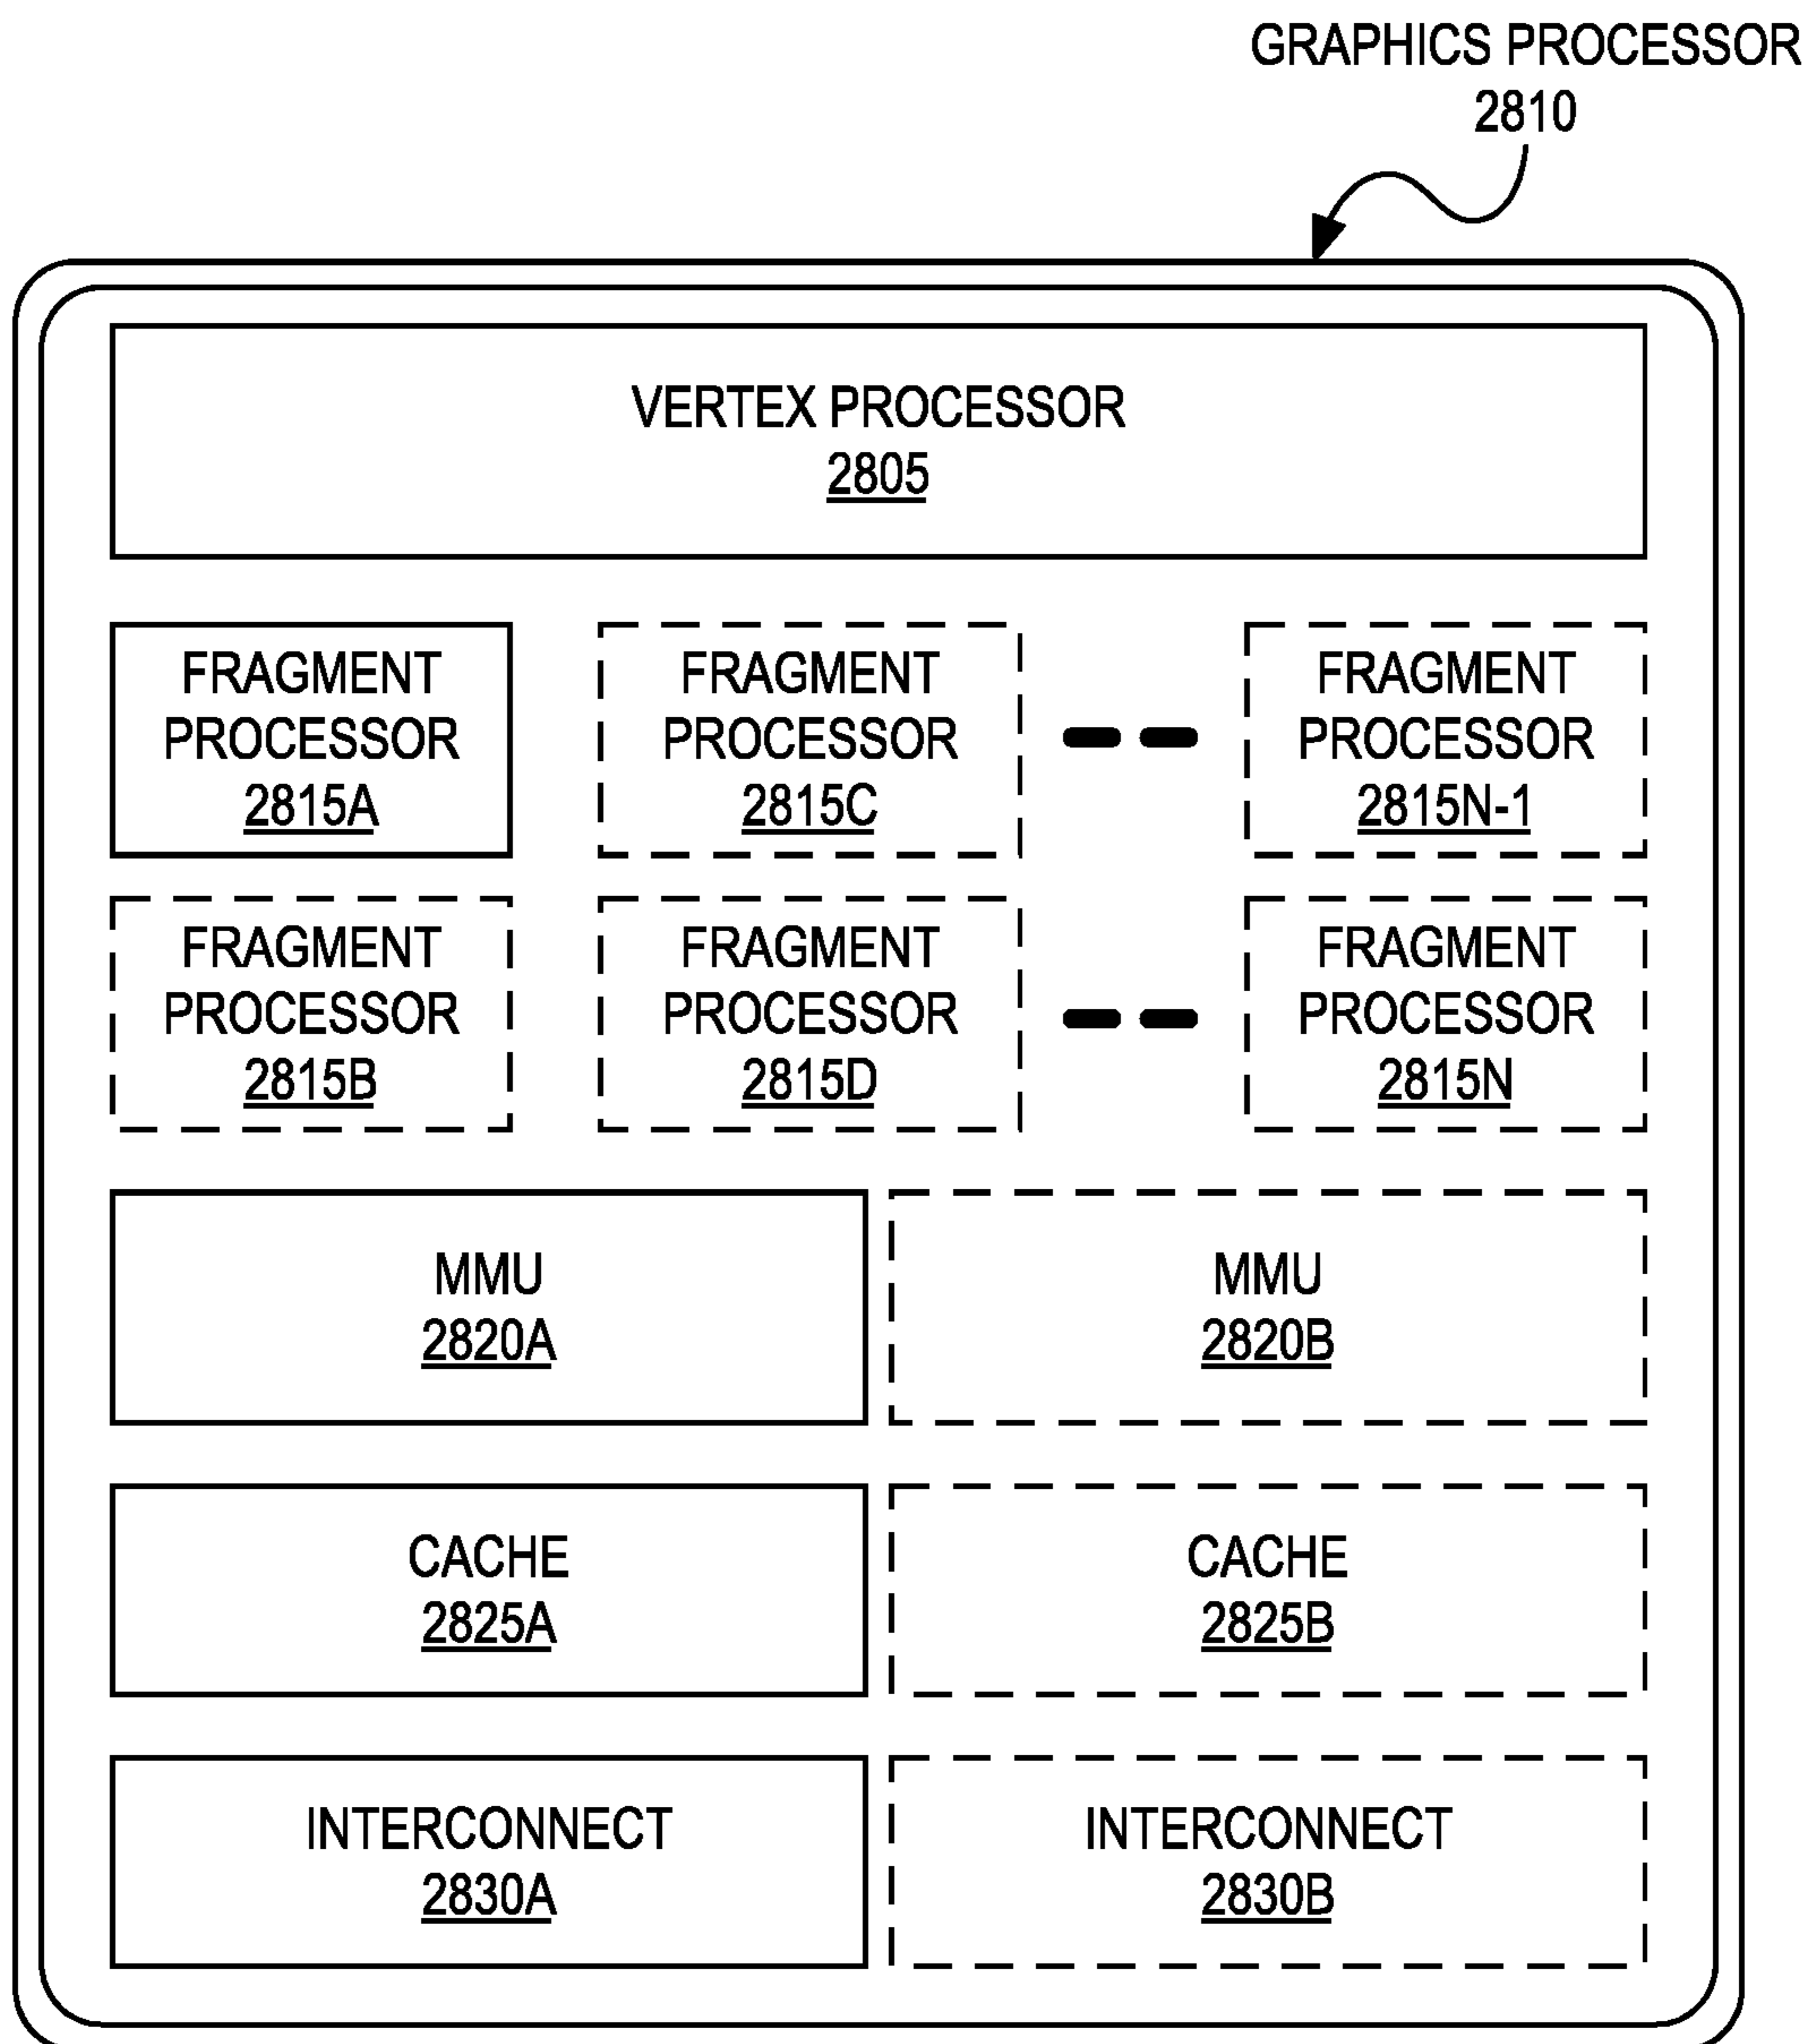 GRAPHICS PROCESSOR
2810
VERTEX PROCESSOR
2805
FRAGMENT
PROCESSOR
2815A
FRAGMENT
PROCESSOR
2815C
FRAGMENT
PROCESSOR
2815N-1
FRAGMENT
PROCESSOR
2815B
FRAGMENT
PROCESSOR
2815D
FRAGMENT
PROCESSOR
2815N
MMU
2820A
MMU
2820B
CACHE
2825A
CACHE
2825B
INTERCONNECT
2830A
INTERCONNECT
2830B